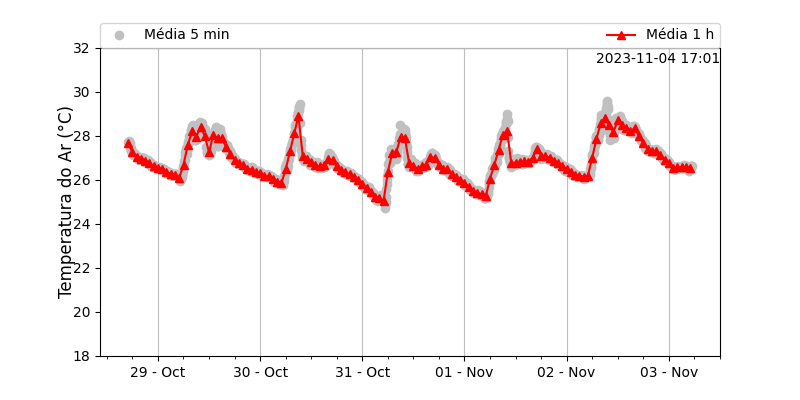 Média 5 min
Média 1 h
2023-11-04 17:01
Temperatura do Ar (°C)
32
30
28
26
24
22
20
18
29 - Oct
30 - Oct
31 - Oct
01 - Nov
02 - Nov
03 - Nov